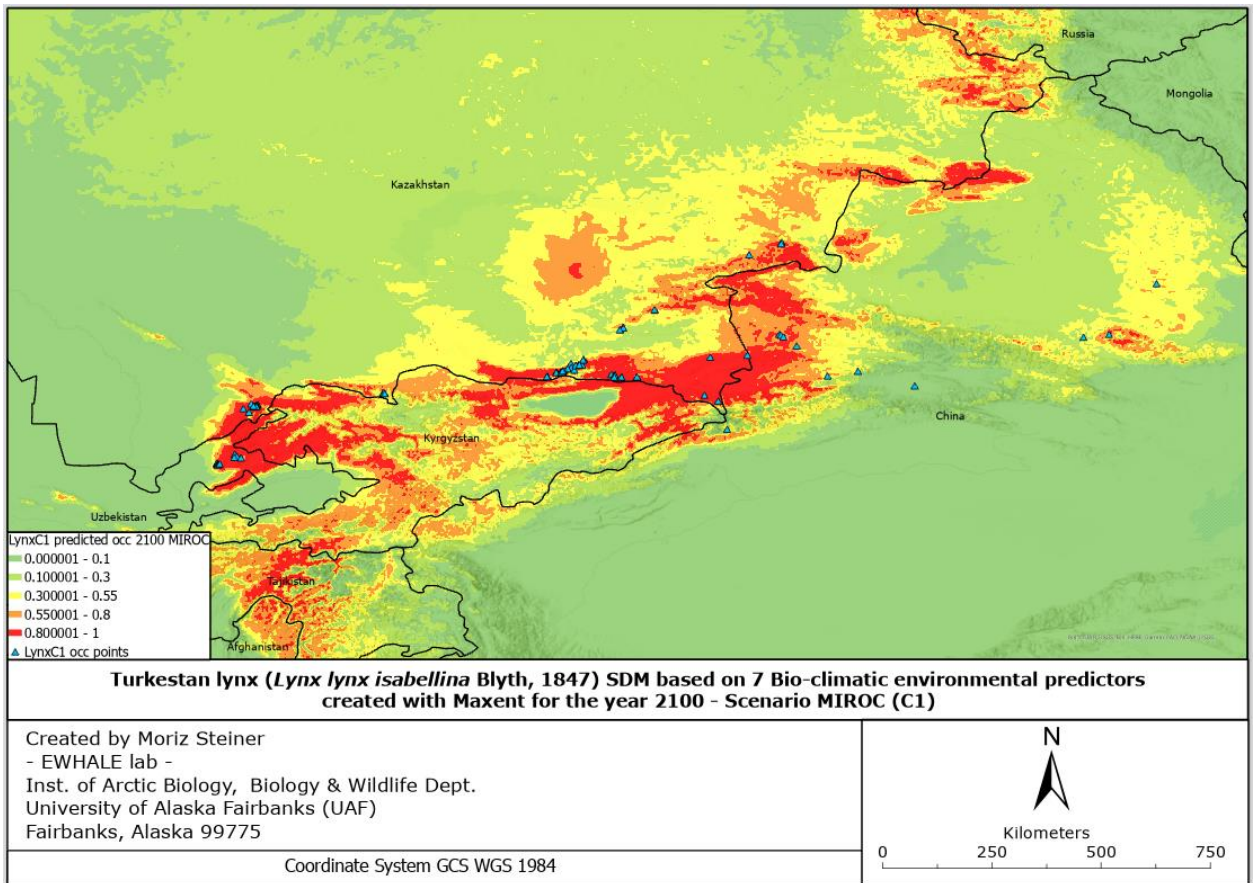 Russia
Mongolia
Kazakhstan
China
Kyrgyzstan
Uzbekistan
Tajikistan
Afghanistan
LynxC1 predicted occ 2100 MIROC
0.000001 - 0.1
0.100001 - 0.3
0.300001 - 0.55
0.550001 - 0.8
0.800001 - 1
LynxC1 occ points
Turkestan lynx (Lynx lynx isabellina Blyth, 1847) SDM based on 7 Bio-climatic environmental predictors
created with Maxent for the year 2100 - Scenario MIROC (C1)
Created by Moriz Steiner
- EWHALE lab -
Inst. of Arctic Biology, Biology & Wildlife Dept.
University of Alaska Fairbanks (UAF)
Fairbanks, Alaska 99775
Coordinate System GCS WGS 1984
N
Kilometers
0 250 500 750